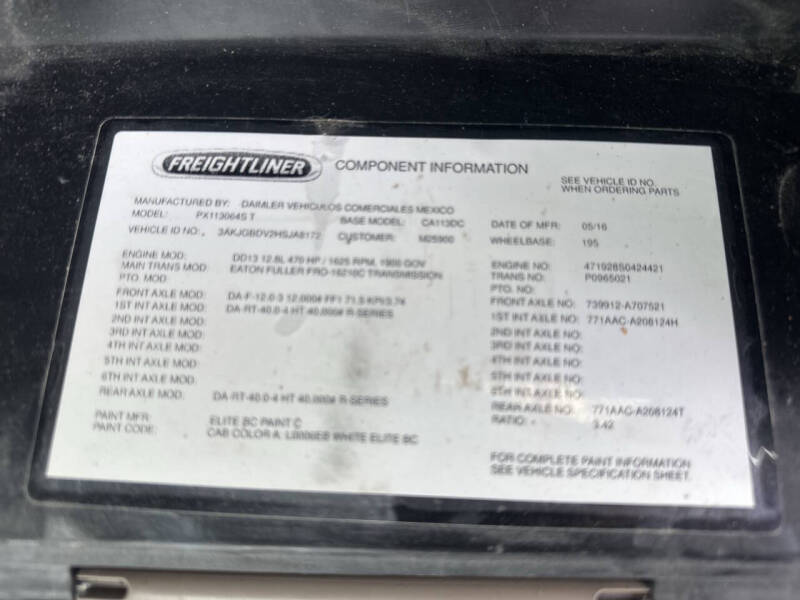 FREIGHTLINER COMPONENT INFORMATION
SEE VEHICLE ID NO.
WHEN ORDERING PARTS
MANUFACTURED BY: DAIMLER VEHICULOS COMERCIALES MEXICO
MODEL: PX113064S T BASE MODEL: CA113DC DATE OF MFR: 05/16
VEHICLE ID NO: 3AKJGBDV2HSJA8172 CUSTOMER: M25900 WHEELBASE: 195
ENGINE MOD: DD13 12.8L 470 HP / 1625 RPM, 1900 GOV ENGINE NO: 471928S0424421
MAIN TRANS MOD: EATON FULLER FRO-16210C TRANSMISSION TRANS NO: P0965021
PTO. MOD: PTO. NO:
FRONT AXLE MOD: DA-F-12.0-3 12,000# FF1 71.5 KPI/3.74 FRONT AXLE NO: 739912-A707521
1ST INT AXLE MOD: DA-RT-40.0-4 HT 40,000# R-SERIES 1ST INT AXLE NO: 771AAC-A208124H
2ND INT AXLE MOD: 2ND INT AXLE NO:
3RD INT AXLE MOD: 3RD INT AXLE NO:
4TH INT AXLE MOD: 4TH INT AXLE NO:
5TH INT AXLE MOD: 5TH INT AXLE NO:
6TH INT AXLE MOD: 6TH INT AXLE NO:
REAR AXLE MOD: DA-RT-40.0-4 HT 40,000# R-SERIES REAR AXLE NO: 771AAC-A208124T
RATIO: 3.42
PAINT MFR: ELITE BC PAINT C
PAINT CODE: CAB COLOR A: WHITE ELITE BC
FOR COMPLETE PAINT INFORMATION
SEE VEHICLE SPECIFICATION SHEET.